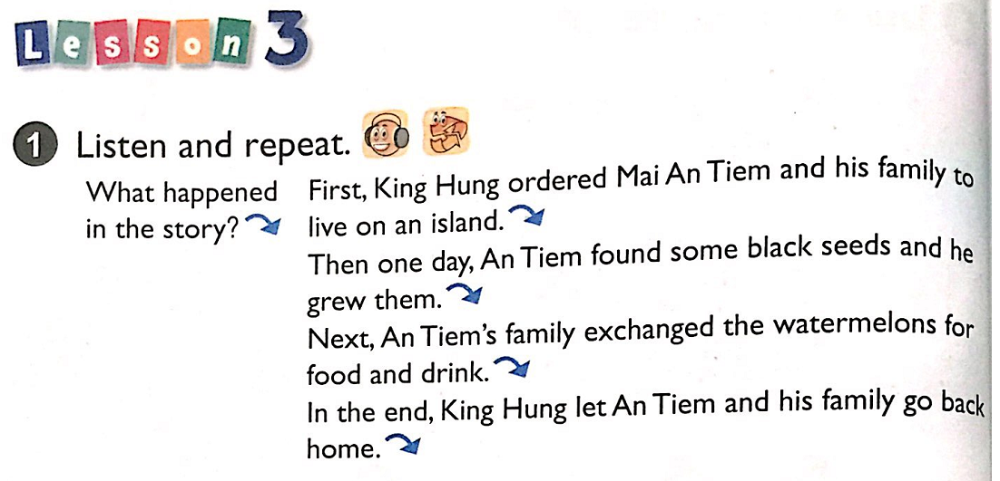 Lesson 3
1 Listen and repeat.
What happened
in the story?
First, King Hung ordered Mai An Tiem and his family to
live on an island.
Then one day, An Tiem found some black seeds and he
grew them.
Next, An Tiem's family exchanged the watermelons for
food and drink.
In the end, King Hung let An Tiem and his family go back
home.